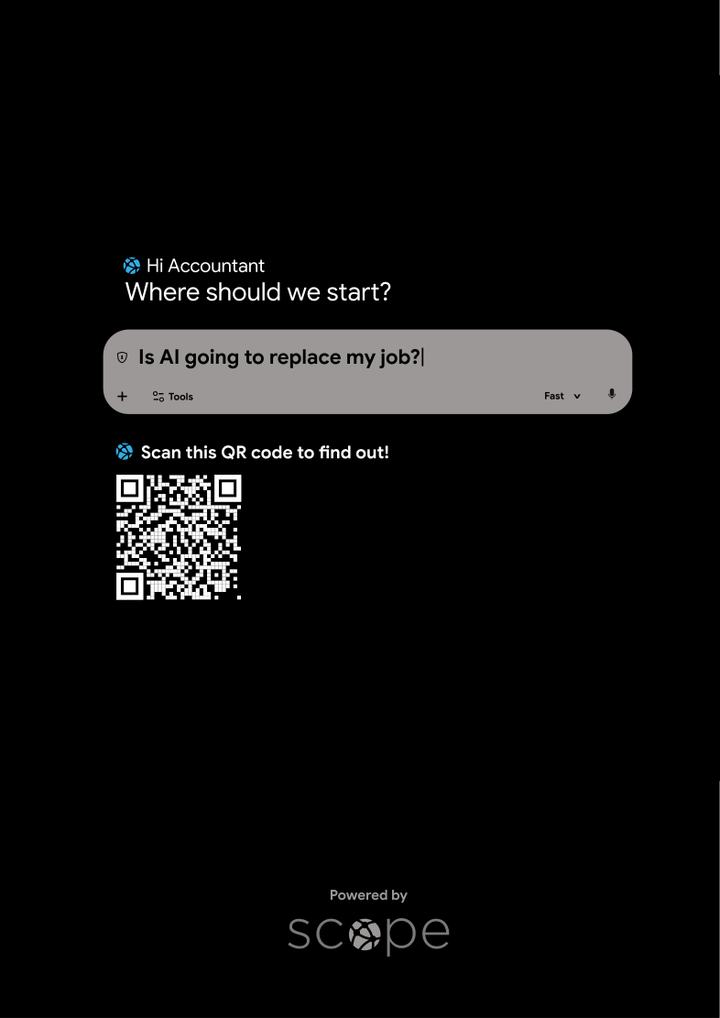 Hi Accountant
Where should we start?
Is AI going to replace my job?
Tools
Fast
Scan this QR code to find out!
Powered by
scope